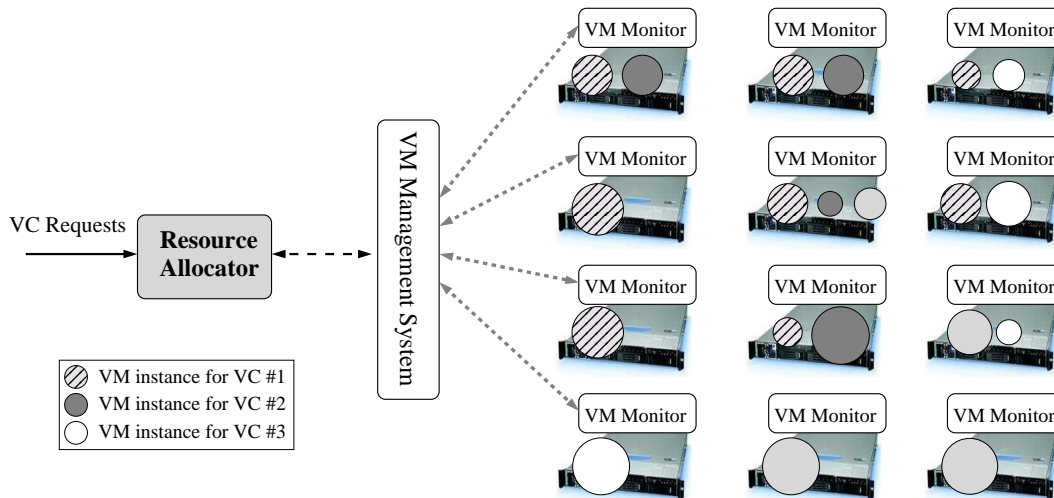 VM Monitor
VM Monitor
VM Monitor
VM Monitor
VM Monitor
VM Monitor
VC Requests
Resource
Allocator
VM Management System
VM Monitor
VM Monitor
VM Monitor
VM instance for VC #1
VM instance for VC #2
VM instance for VC #3
VM Monitor
VM Monitor
VM Monitor